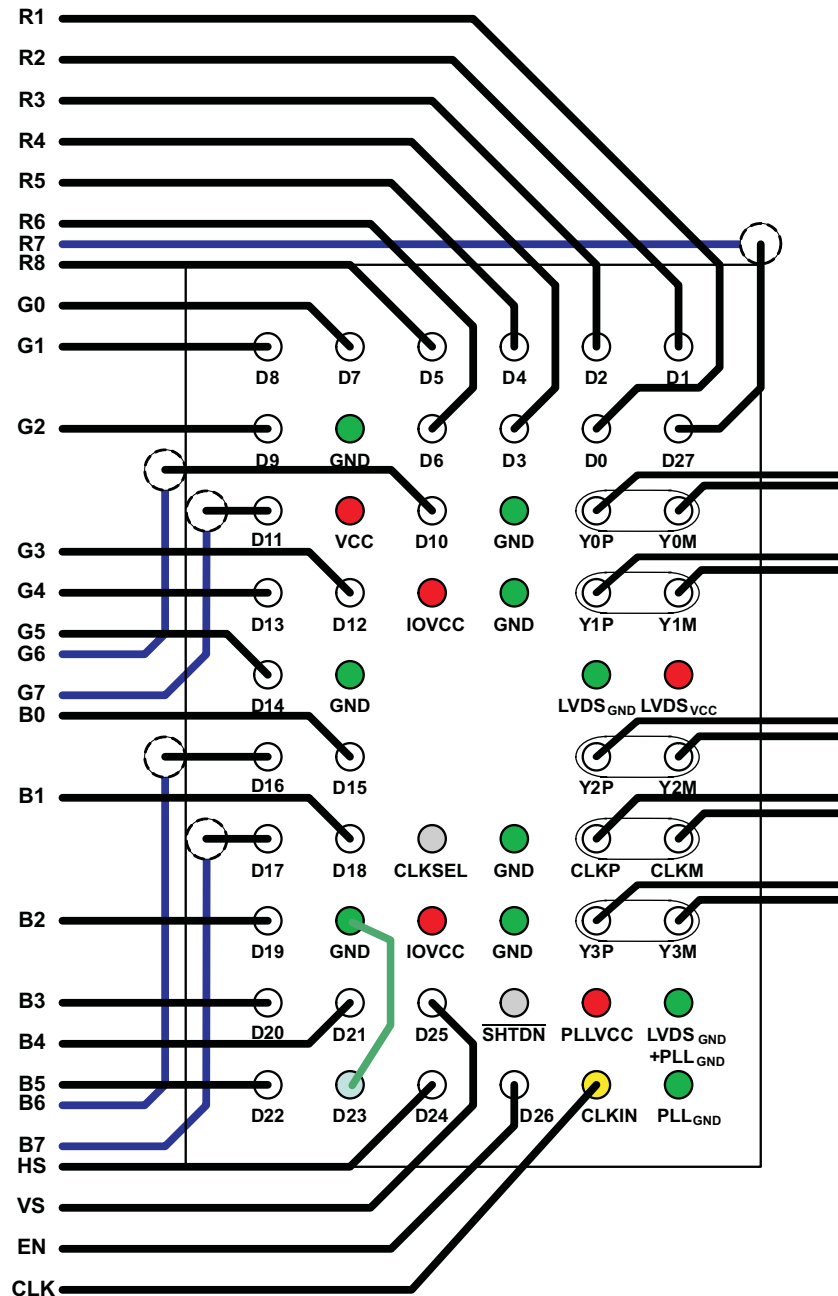 R1
R2
R3
R4
R5
R6
R7
R8
G0
G1
D8 D7 D5 D4 D2 D1
G2
D9 GND D6 D3 D0 D27
D11 VCC D10 GND Y0P Y0M
G3
G4
D13 D12 IOVCC GND Y1P Y1M
G5
G6
G7
D14 GND LVDSGND LVDSVCC
B0
D16 D15 Y2P Y2M
B1
D17 D18 CLKSEL GND CLKP CLKM
B2
D19 GND IOVCC GND Y3P Y3M
B3
D20 D21 D25 SHTDN PLLVCC LVDSGND
+PLLGND
B4
B5
B6
D22 D23 D24 D26 CLKIN PLLGND
B7
HS
VS
EN
CLK